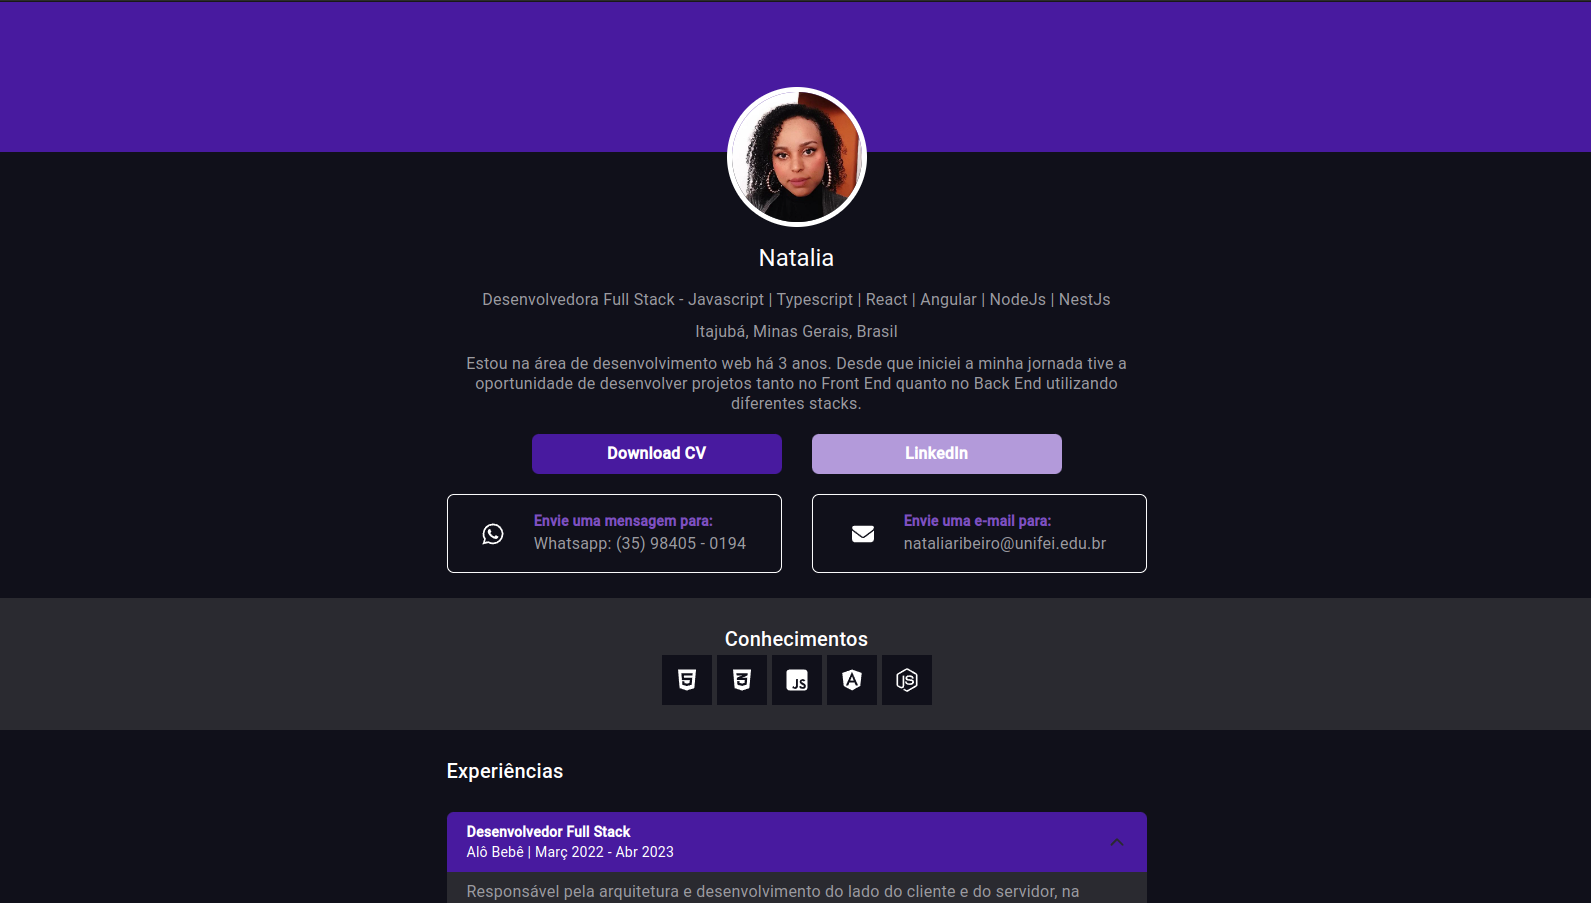 Natalia
Desenvolvedora Full Stack - Javascript | Typescript | React | Angular | NodeJs | NestJs
Itajubá, Minas Gerais, Brasil
Estou na área de desenvolvimento web há 3 anos. Desde que iniciei a minha jornada tive a
oportunidade de desenvolver projetos tanto no Front End quanto no Back End utilizando
diferentes stacks.
Download CV
LinkedIn
Envie uma mensagem para:
Whatsapp: (35) 98405 - 0194
Envie uma e-mail para:
nataliaribeiro@unifei.edu.br
Conhecimentos
JS
Experiências
Desenvolvedor Full Stack
Alô Bebê | Març 2022 - Abr 2023
Responsável pela arquitetura e desenvolvimento do lado do cliente e do servidor, na